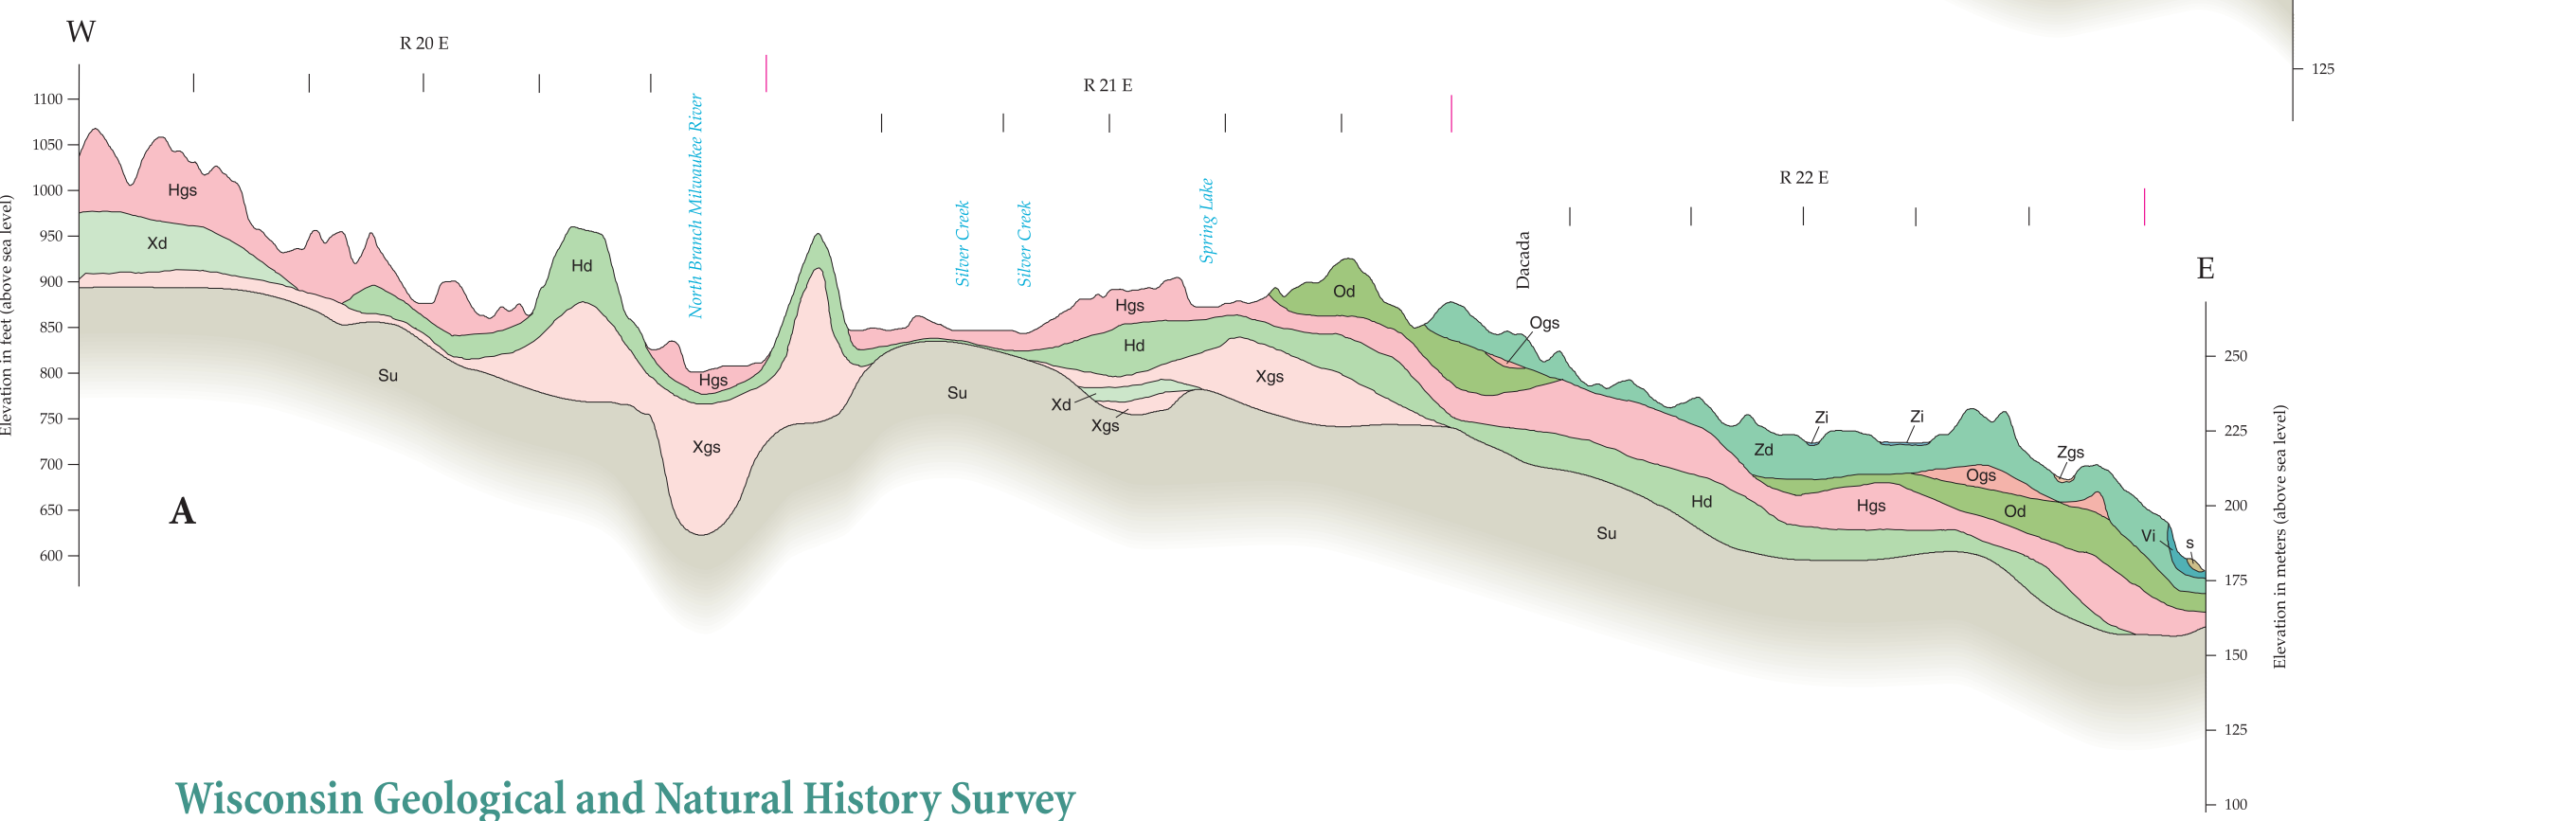 W
R 20 E
R 21 E
R 22 E
E
125
1100
1050
1000
950
900
850
800
750
700
650
600
Elevation in feet (above sea level)
North Branch Milwaukee River
Silver Creek
Silver Creek
Spring Lake
Dacada
Hgs
Xd
Su
Hd
Hgs
Xgs
Su
Hgs
Hd
Xd
Xgs
Xgs
Od
Ogs
Su
Hd
Zd
Zi
Zi
Hgs
Ogs
Od
Zgs
Vi
s
250
225
200
175
150
125
100
Elevation in meters (above sea level)
A
Wisconsin Geological and Natural History Survey